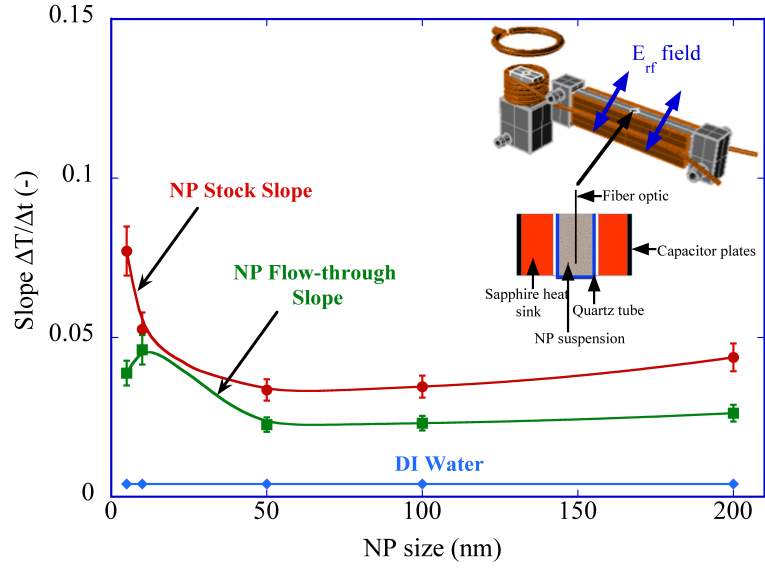 0.15
0.1
0.05
0
Slope ΔT/Δt (-)
E_rf field
NP Stock Slope
NP Flow-through
Slope
Fiber optic
Capacitor plates
Sapphire heat
sink
Quartz tube
NP suspension
DI Water
0
50
100
150
200
NP size (nm)